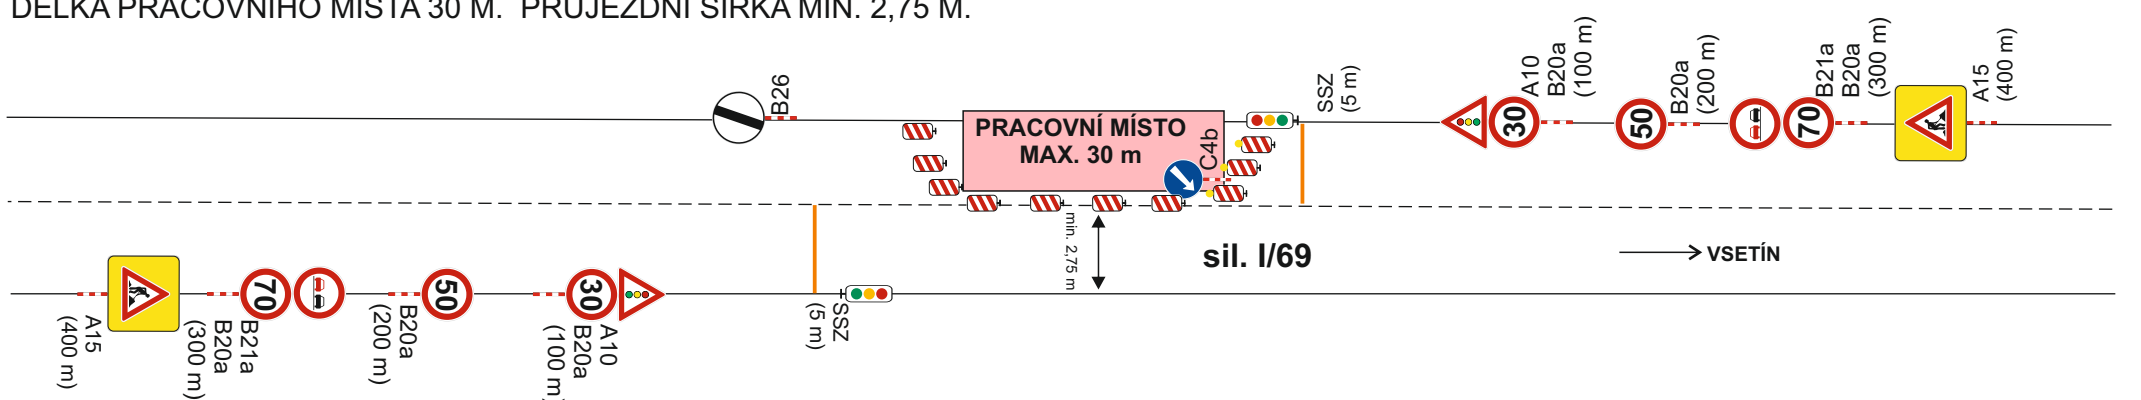 DÉLKA PRACOVNÍHO MÍSTA 30 M. PRŮJEZDNÍ ŠÍŘKA MIN. 2,75 M.
B26
PRACOVNÍ MÍSTO
MAX. 30 m
C4b
SSZ
(5 m)
30
A10
B20a
(100 m)
50
B20a
(200 m)
70
B21a
B20a
(300 m)
A15
(400 m)
min. 2,75 m
sil. I/69
VSETÍN
A15
(400 m)
70
B21a
B20a
(300 m)
50
B20a
(200 m)
30
A10
B20a
(100 m)
SSZ
(5 m)